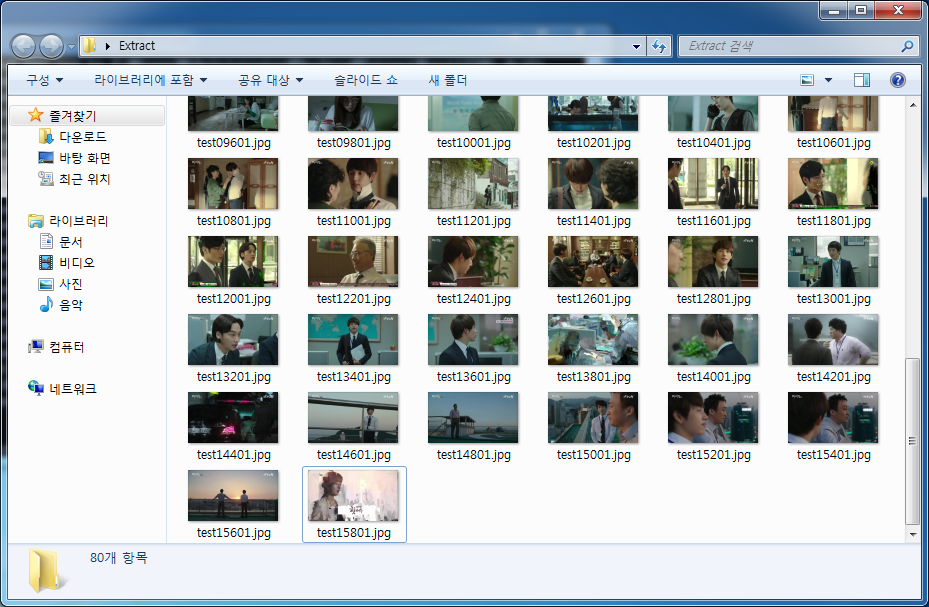 Extract
Extract 검색
구성 라이브러리에 포함 공유 대상 슬라이드 쇼 새 폴더
즐겨찾기
다운로드
바탕 화면
최근 위치
라이브러리
문서
비디오
사진
음악
컴퓨터
네트워크
test09601.jpg test09801.jpg test10001.jpg test10201.jpg test10401.jpg test10601.jpg
test10801.jpg test11001.jpg test11201.jpg test11401.jpg test11601.jpg test11801.jpg
test12001.jpg test12201.jpg test12401.jpg test12601.jpg test12801.jpg test13001.jpg
test13201.jpg test13401.jpg test13601.jpg test13801.jpg test14001.jpg test14201.jpg
test14401.jpg test14601.jpg test14801.jpg test15001.jpg test15201.jpg test15401.jpg
test15601.jpg test15801.jpg
80개 항목